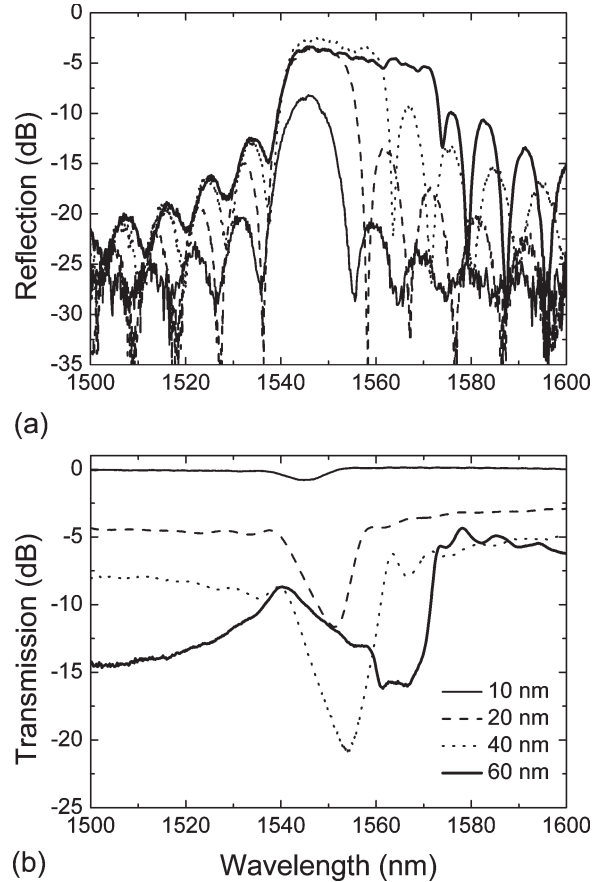 0
-5
-10
-15
-20
-25
-30
-35
Reflection (dB)
1500 1520 1540 1560 1580 1600
(a)
0
-5
-10
-15
-20
-25
Transmission (dB)
10 nm
20 nm
40 nm
60 nm
1500 1520 1540 1560 1580 1600
(b)
Wavelength (nm)